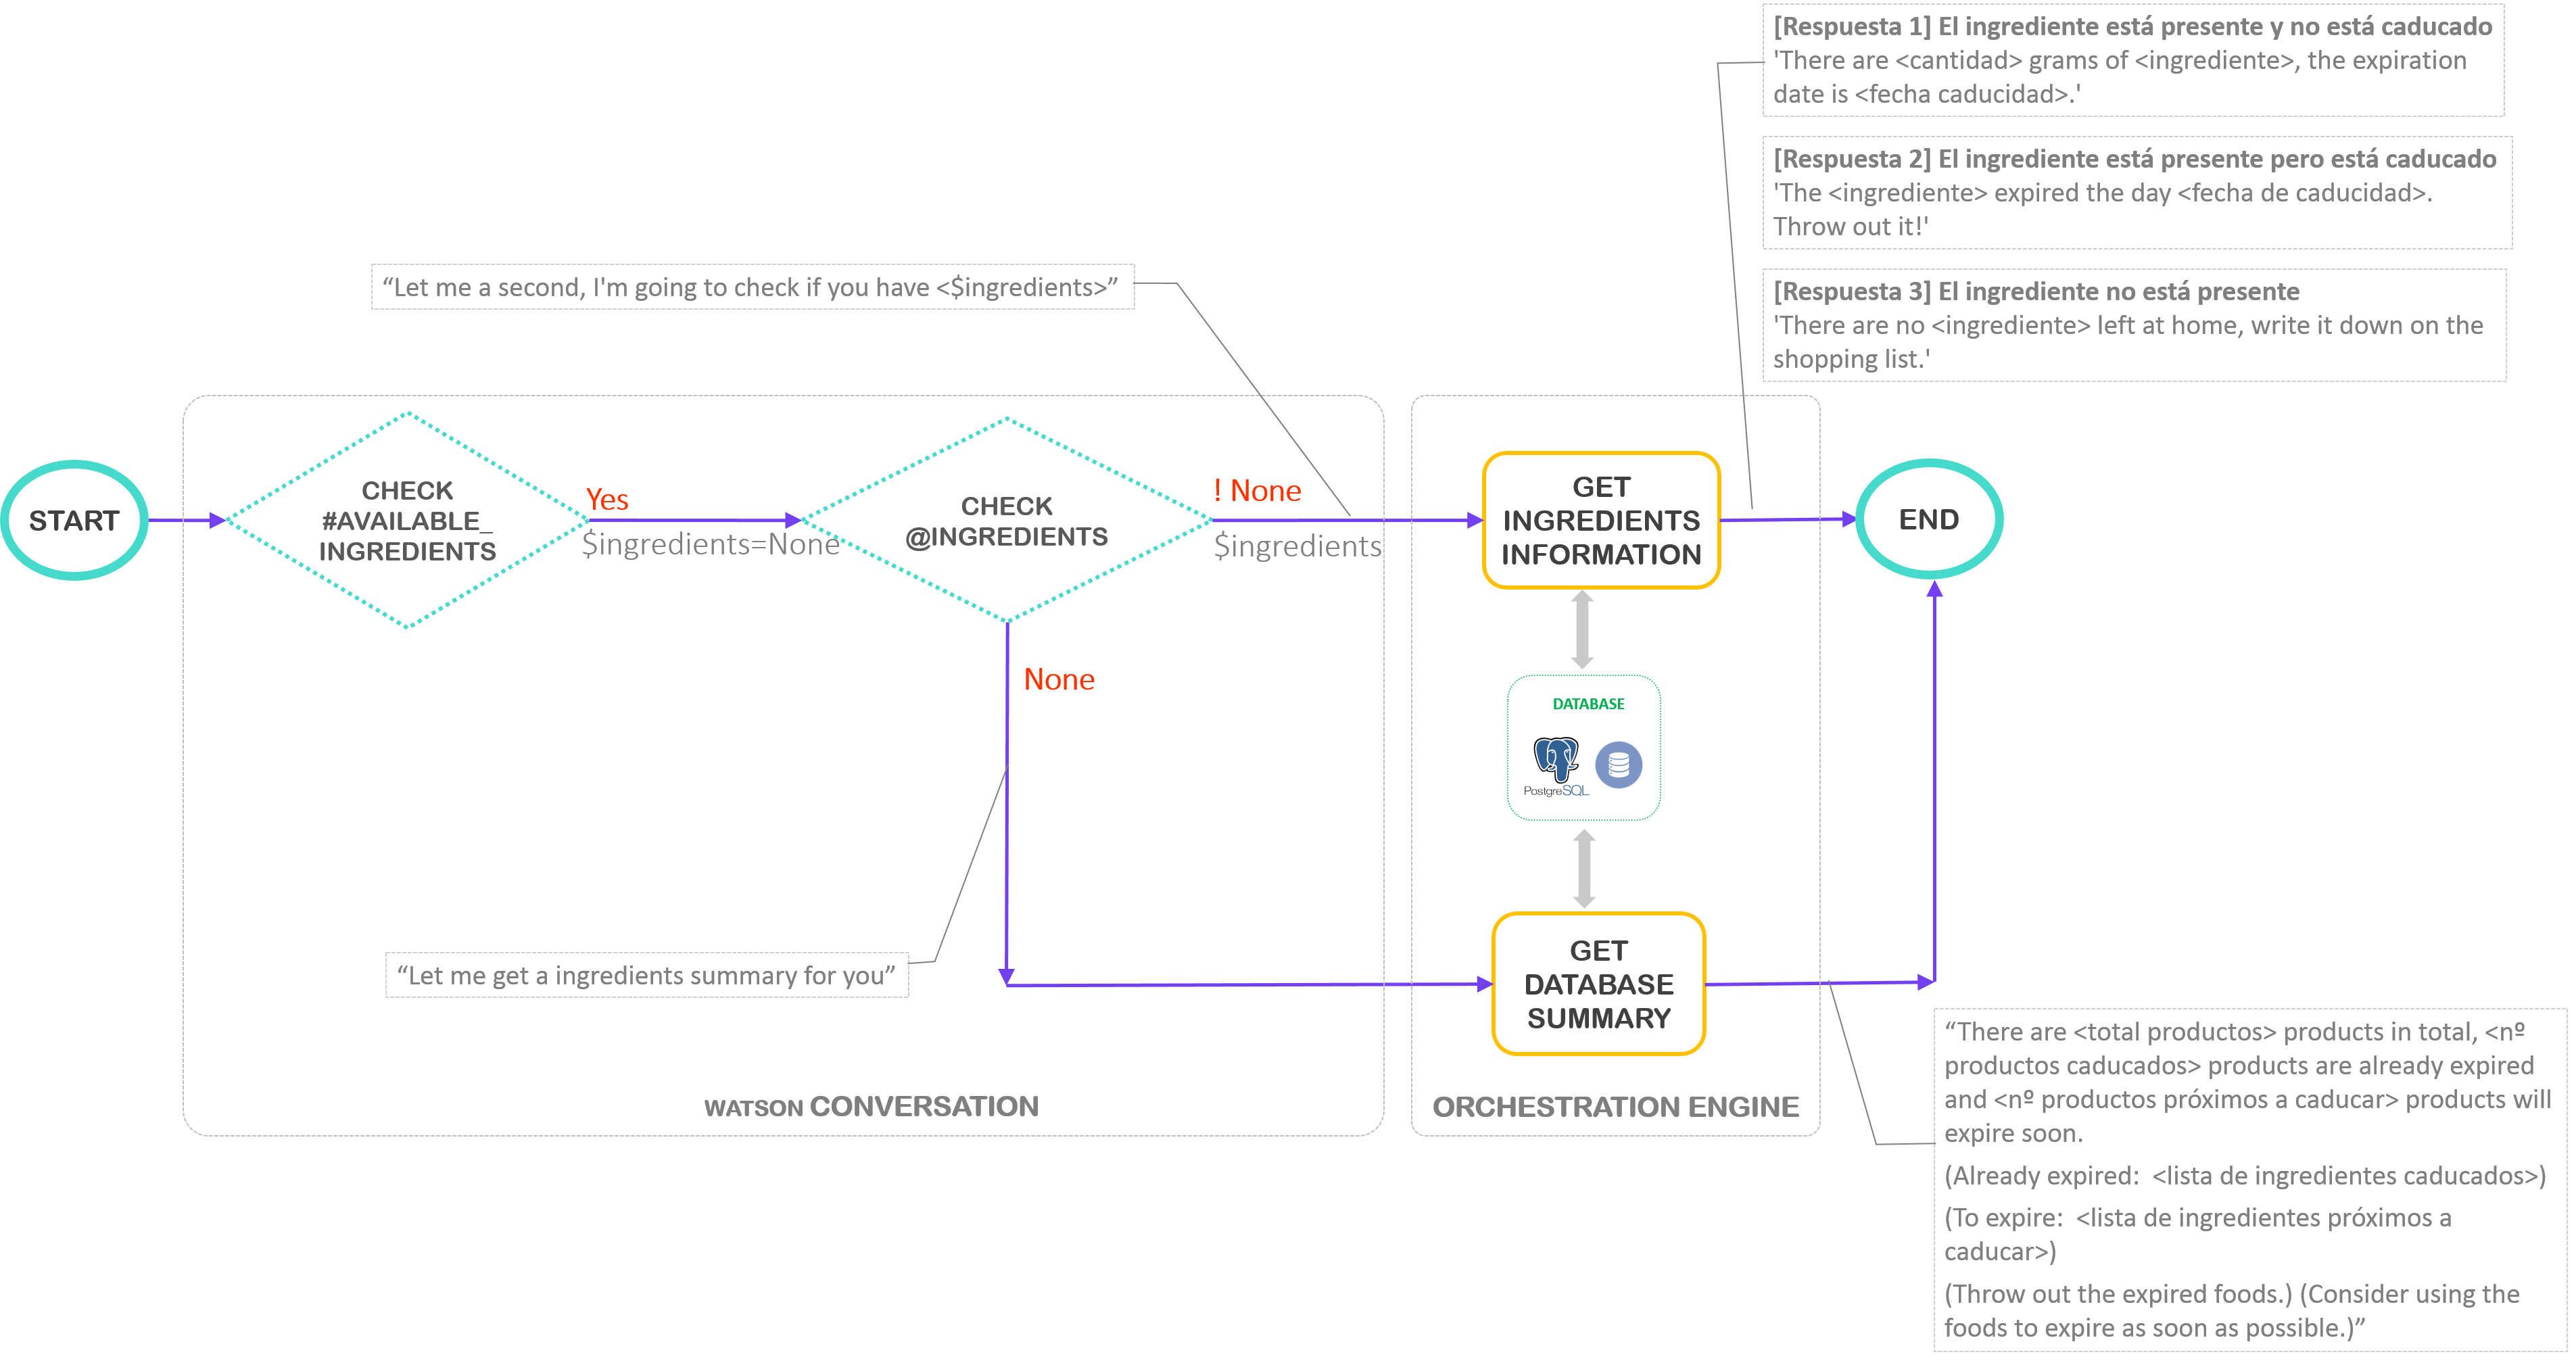 [Respuesta 1] El ingrediente está presente y no está caducado
'There are <cantidad> grams of <ingrediente>, the expiration
date is <fecha caducidad>.'
[Respuesta 2] El ingrediente está presente pero está caducado
'The <ingrediente> expired the day <fecha de caducidad>.
Throw out it!'
[Respuesta 3] El ingrediente no está presente
'There are no <ingrediente> left at home, write it down on the
shopping list.'
“Let me a second, I'm going to check if you have <$ingredients>”
START
CHECK
#AVAILABLE_
INGREDIENTS
Yes
$ingredients=None
CHECK
@INGREDIENTS
! None
$ingredients
GET
INGREDIENTS
INFORMATION
END
None
DATABASE
PostgreSQL
“Let me get a ingredients summary for you”
GET
DATABASE
SUMMARY
WATSON CONVERSATION
ORCHESTRATION ENGINE
“There are <total productos> products in total, <nº
productos caducados> products are already expired
and <nº productos próximos a caducar> products will
expire soon.
(Already expired:  <lista de ingredientes caducados>)
(To expire:  <lista de ingredientes próximos a
caducar>)
(Throw out the expired foods.) (Consider using the
foods to expire as soon as possible.)”